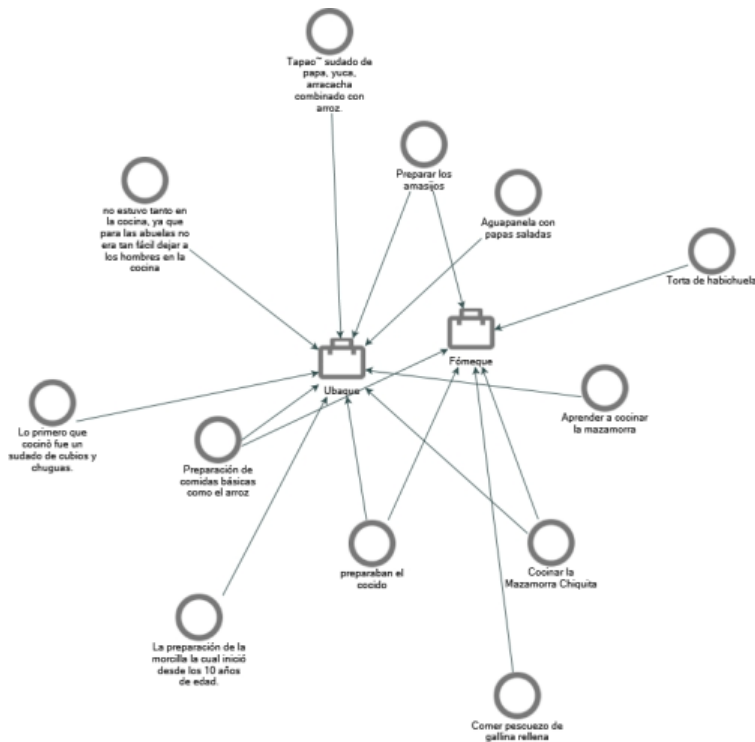 Tapao~ sudado de
papa, yuca,
arracacha
combinado con
arroz.
Preparar los
amasijos
no estuvo tanto en
la cocina, ya que
para las abuelas no
era tan fácil dejar a
los hombres en la
cocina
Aguapanela con
papas saladas
Torta de habichuela
Fómeque
Ubaque
Lo primero que
cocinò fue un
sudado de cubios y
chuguas.
Aprender a cocinar
la mazamorra
Preparación de
comidas básicas
como el arroz
preparaban el
cocido
Cocinar la
Mazamorra Chiquita
La preparación de la
morcilla la cual inició
desde los 10 años
de edad.
Comer pescuezo de
gallina rellena